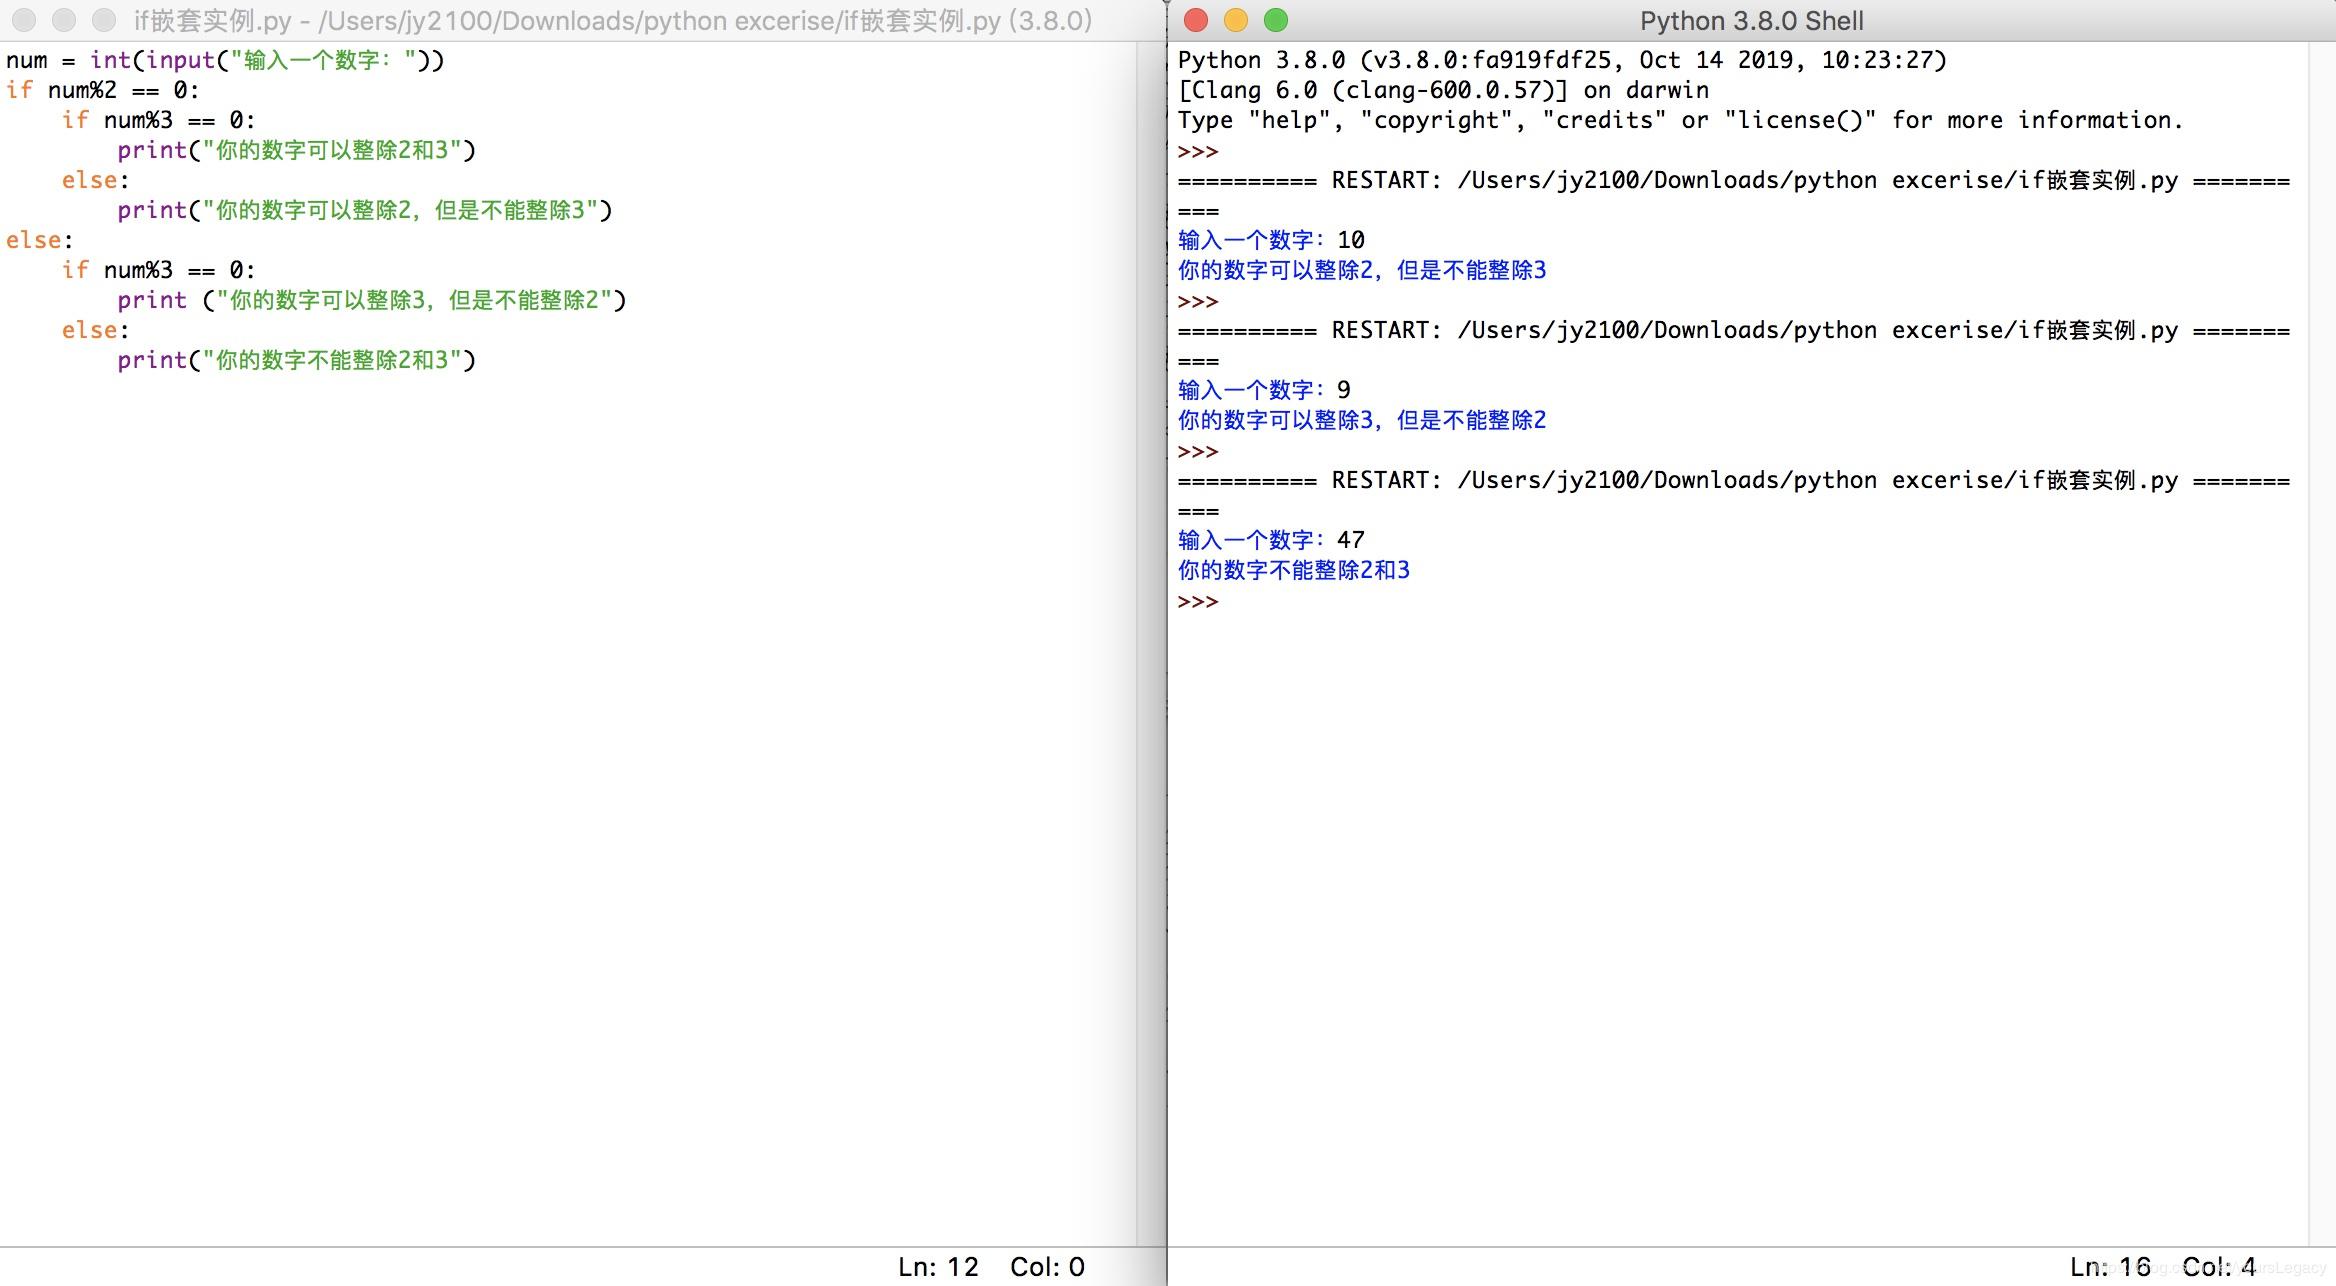 if嵌套实例.py - /Users/jy2100/Downloads/python excerise/if嵌套实例.py (3.8.0)
num = int(input("输入一个数字："))
if num%2 == 0:
    if num%3 == 0:
        print("你的数字可以整除2和3")
    else:
        print("你的数字可以整除2，但是不能整除3")
else:
    if num%3 == 0:
        print ("你的数字可以整除3，但是不能整除2")
    else:
        print("你的数字不能整除2和3")
Ln: 12 Col: 0
Python 3.8.0 Shell
Python 3.8.0 (v3.8.0:fa919fdf25, Oct 14 2019, 10:23:27)
[Clang 6.0 (clang-600.0.57)] on darwin
Type "help", "copyright", "credits" or "license()" for more information.
>>>
========== RESTART: /Users/jy2100/Downloads/python excerise/if嵌套实例.py =======
===
输入一个数字：10
你的数字可以整除2，但是不能整除3
>>>
========== RESTART: /Users/jy2100/Downloads/python excerise/if嵌套实例.py =======
===
输入一个数字：9
你的数字可以整除3，但是不能整除2
>>>
========== RESTART: /Users/jy2100/Downloads/python excerise/if嵌套实例.py =======
===
输入一个数字：47
你的数字不能整除2和3
>>>
Ln: 16 Col: 4